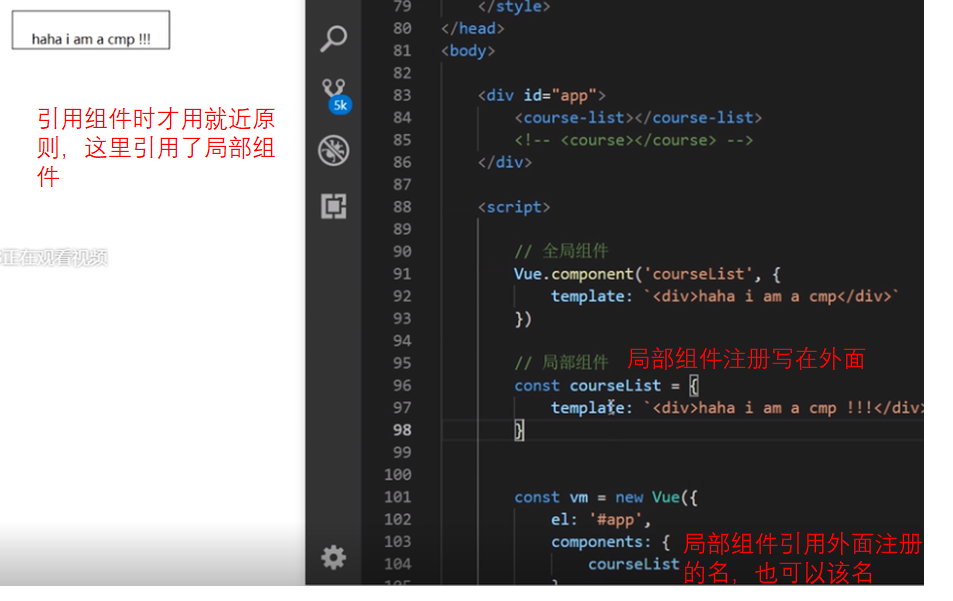 haha i am a cmp !!!
引用组件时才用就近原
则，这里引用了局部组
件
正在观看视频
5k
79 </style>
80 </head>
81 <body>
82
83 <div id="app">
84 <course-list></course-list>
85 <!-- <course></course> -->
86 </div>
87
88 <script>
89
90 // 全局组件
91 Vue.component('courseList', {
92 template: `<div>haha i am a cmp</div>`
93 })
94
95 // 局部组件 局部组件注册写在外面
96 const courseList = {
97 template: `<div>haha i am a cmp !!!</div>
98 }
99
100
101 const vm = new Vue({
102 el: '#app',
103 components: { 局部组件引用外面注册
104 courseList 的名，也可以该名